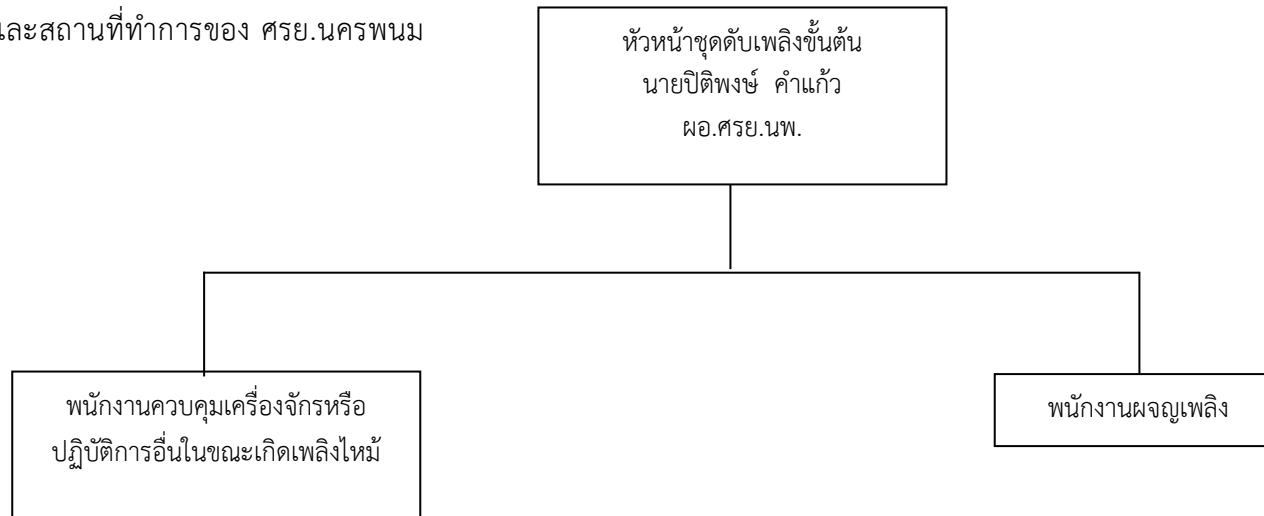 และสถานที่ทำการของ ศรย.นครพนม
หัวหน้าชุดดับเพลิงขั้นต้น
นายปิติพงษ์ คำแก้ว
ผอ.ศรย.นพ.
พนักงานควบคุมเครื่องจักรหรือ
ปฏิบัติการอื่นในขณะเกิดเพลิงไหม้
พนักงานผจญเพลิง